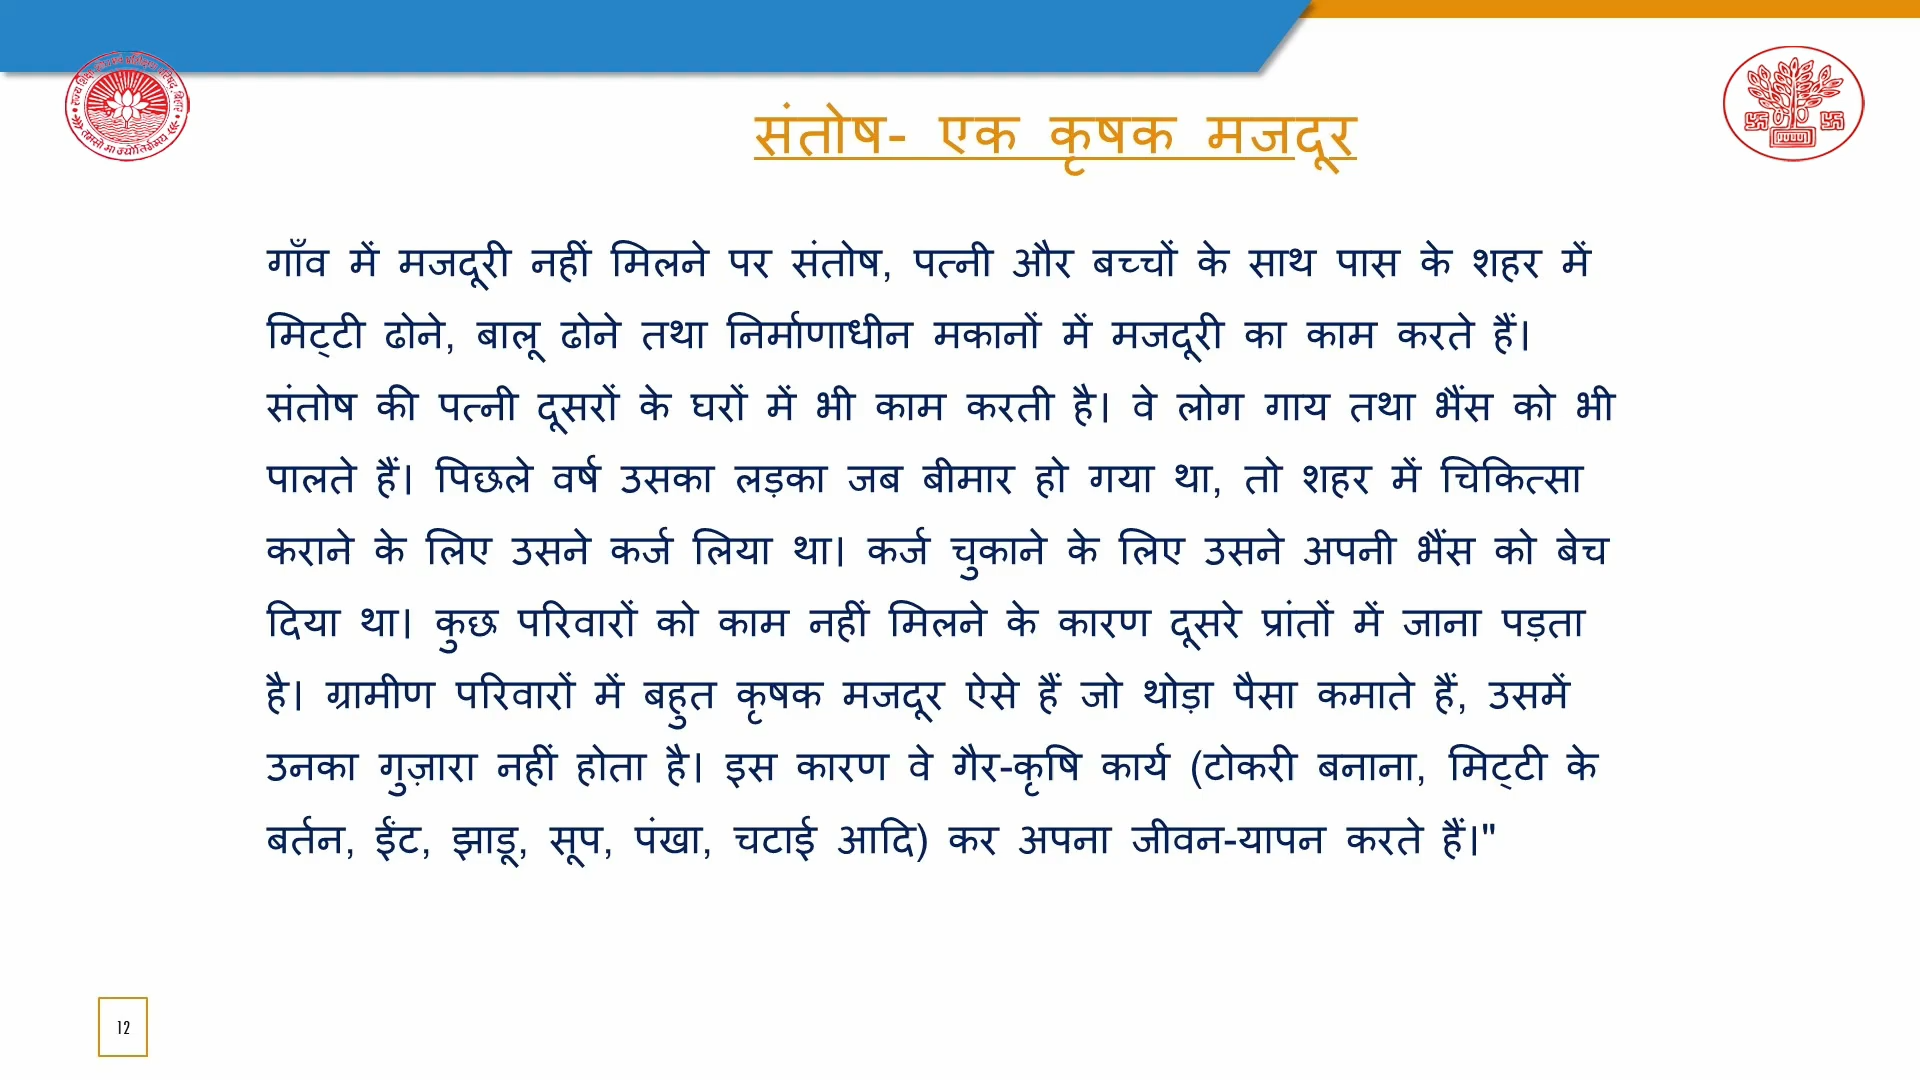 संतोष- एक कृषक मजदूर
गाँव में मजदूरी नहीं मिलने पर संतोष, पत्नी और बच्चों के साथ पास के शहर में
मिट्टी ढोने, बालू ढोने तथा निर्माणाधीन मकानों में मजदूरी का काम करते हैं।
संतोष की पत्नी दूसरों के घरों में भी काम करती है। वे लोग गाय तथा भैंस को भी
पालते हैं। पिछले वर्ष उसका लड़का जब बीमार हो गया था, तो शहर में चिकित्सा
कराने के लिए उसने कर्ज लिया था। कर्ज चुकाने के लिए उसने अपनी भैंस को बेच
दिया था। कुछ परिवारों को काम नहीं मिलने के कारण दूसरे प्रांतों में जाना पड़ता
है। ग्रामीण परिवारों में बहुत कृषक मजदूर ऐसे हैं जो थोड़ा पैसा कमाते हैं, उसमें
उनका गुज़ारा नहीं होता है। इस कारण वे गैर-कृषि कार्य (टोकरी बनाना, मिट्टी के
बर्तन, ईंट, झाडू, सूप, पंखा, चटाई आदि) कर अपना जीवन-यापन करते हैं।"
12